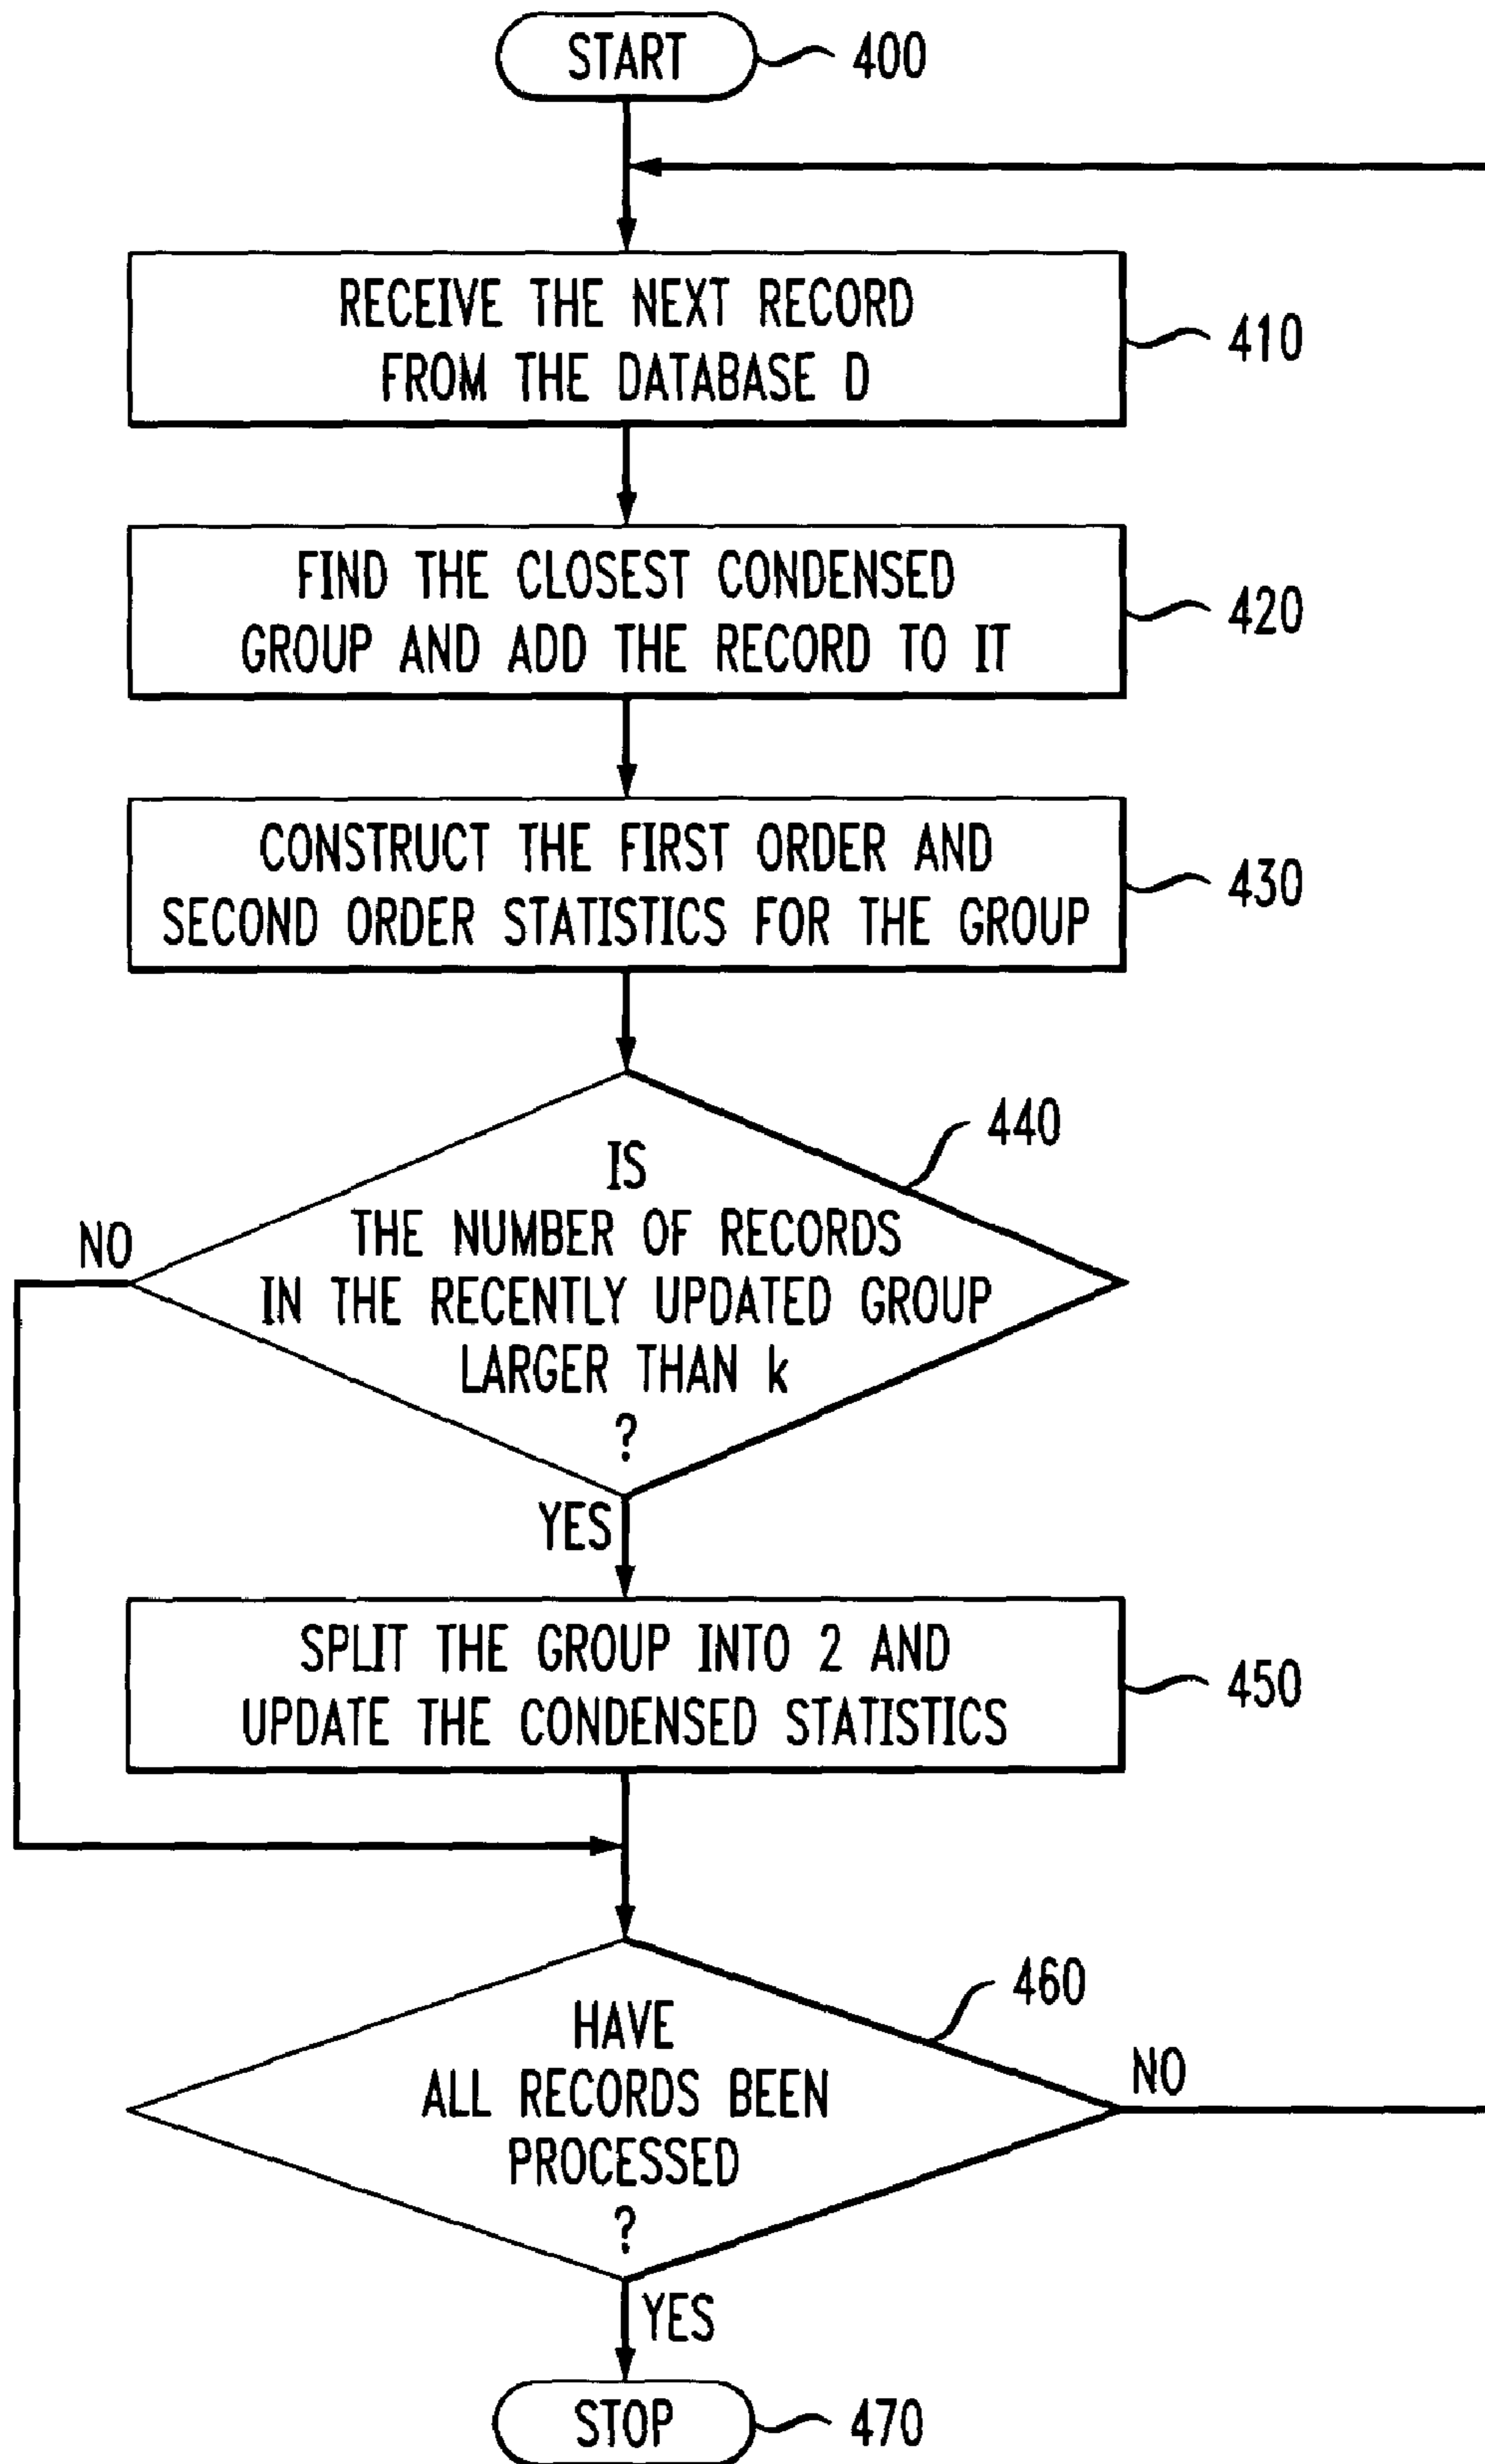 START
400
RECEIVE THE NEXT RECORD
FROM THE DATABASE D
410
FIND THE CLOSEST CONDENSED
GROUP AND ADD THE RECORD TO IT
420
CONSTRUCT THE FIRST ORDER AND
SECOND ORDER STATISTICS FOR THE GROUP
430
440
IS
THE NUMBER OF RECORDS
IN THE RECENTLY UPDATED GROUP
LARGER THAN k
?
NO
YES
SPLIT THE GROUP INTO 2 AND
UPDATE THE CONDENSED STATISTICS
450
460
HAVE
ALL RECORDS BEEN
PROCESSED
?
NO
YES
STOP
470